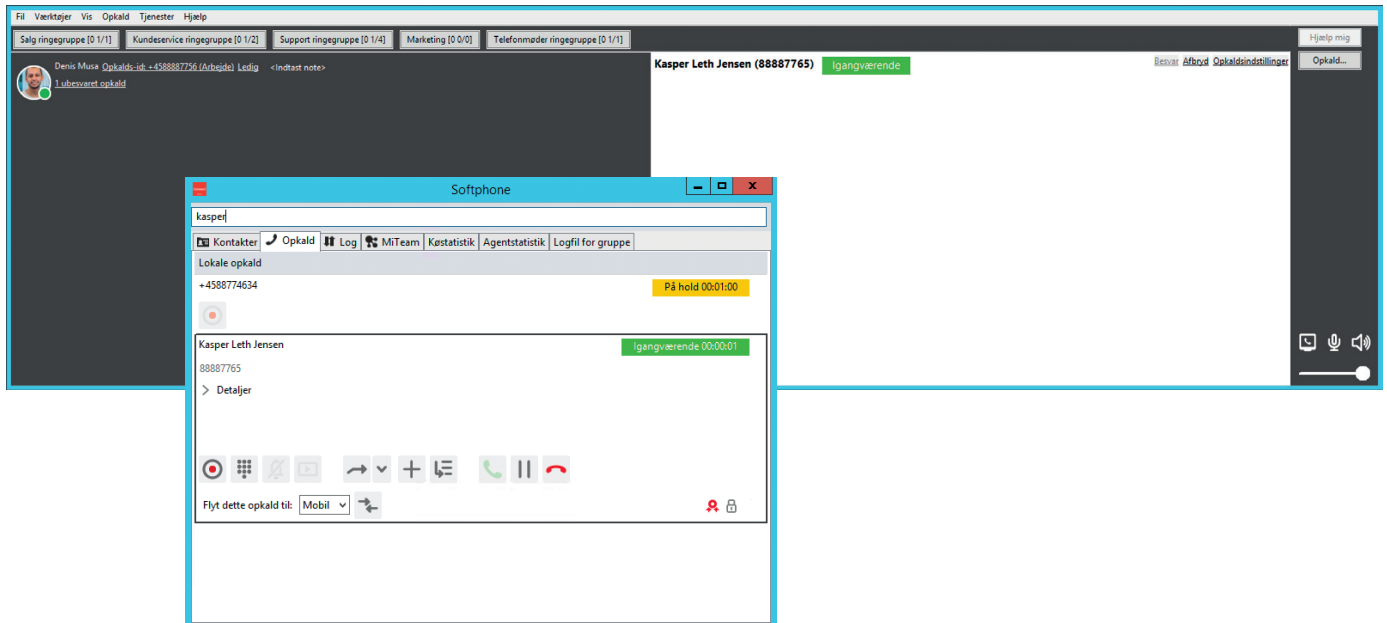 Fil Værktøjer Vis Opkald Tjenester Hjælp
Salg ringegruppe [0 1/1] Kundeservice ringegruppe [0 1/2] Support ringegruppe [0 1/4] Marketing [0 0/0] Telefonmøder ringegruppe [0 1/1] Hjælp mig
Denis Musa Opkalds-id: +4588887756 (Arbejde) Ledig <Indtast note>
1 ubesvaret opkald
Kasper Leth Jensen (88887765) Igangværende Besvar Afbryd Opkaldsindstillinger Opkald...
Softphone
kasper
Kontakter Opkald Log MiTeam Køstatistik Agentstatistik Logfil for gruppe
Lokale opkald
+4588774634 På hold 00:01:00
Kasper Leth Jensen Igangværende 00:00:01
88887765
Detaljer
Flyt dette opkald til: Mobil